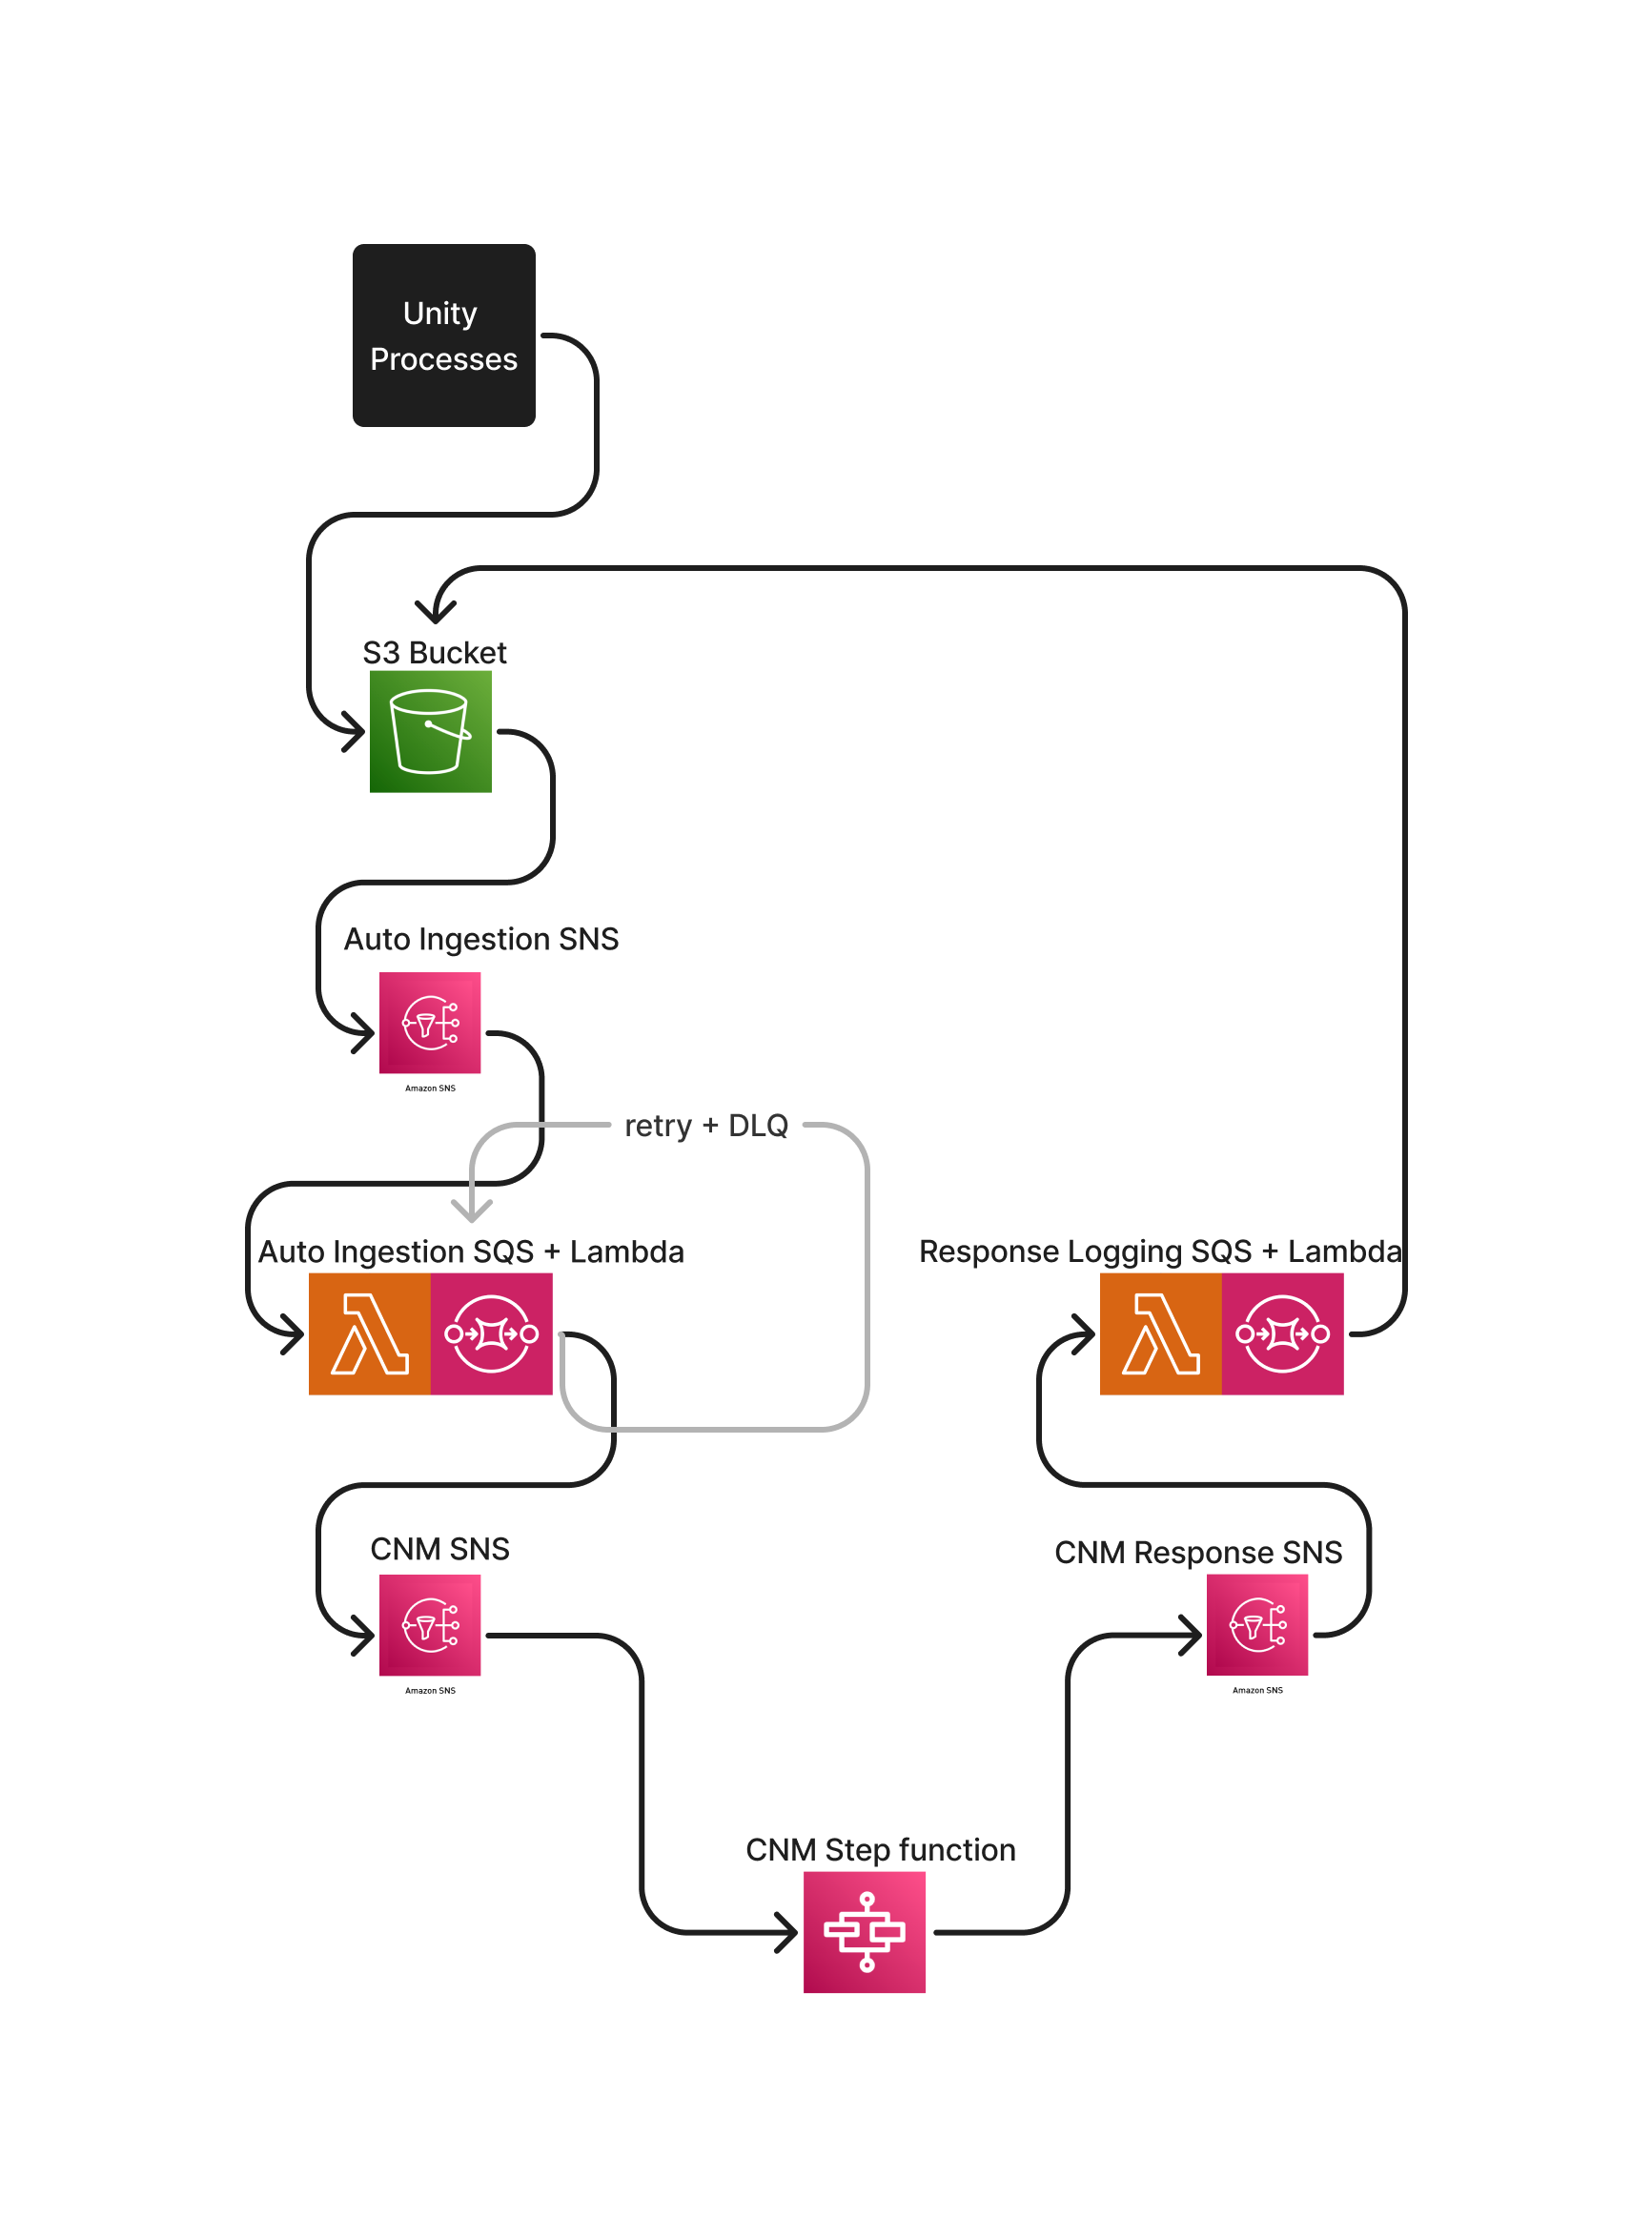 Unity
Processes
S3 Bucket
Auto Ingestion SNS
Amazon SNS
retry + DLQ
Auto Ingestion SQS + Lambda
Response Logging SQS + Lambda
CNM SNS
Amazon SNS
CNM Response SNS
Amazon SNS
CNM Step function